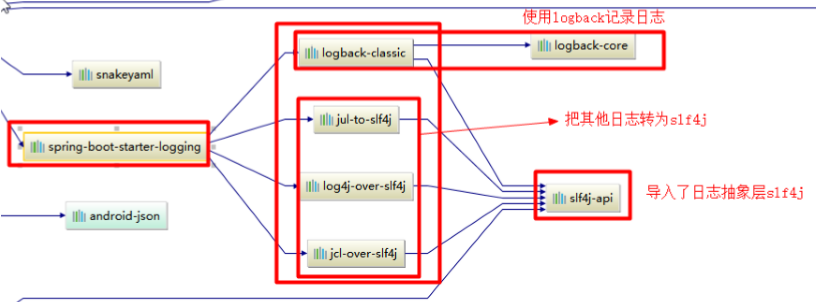 使用logback记录日志
logback-classic
logback-core
snakeyaml
jul-to-slf4j
把其他日志转为slf4j
spring-boot-starter-logging
log4j-over-slf4j
slf4j-api
导入了日志抽象层slf4j
android-json
jcl-over-slf4j